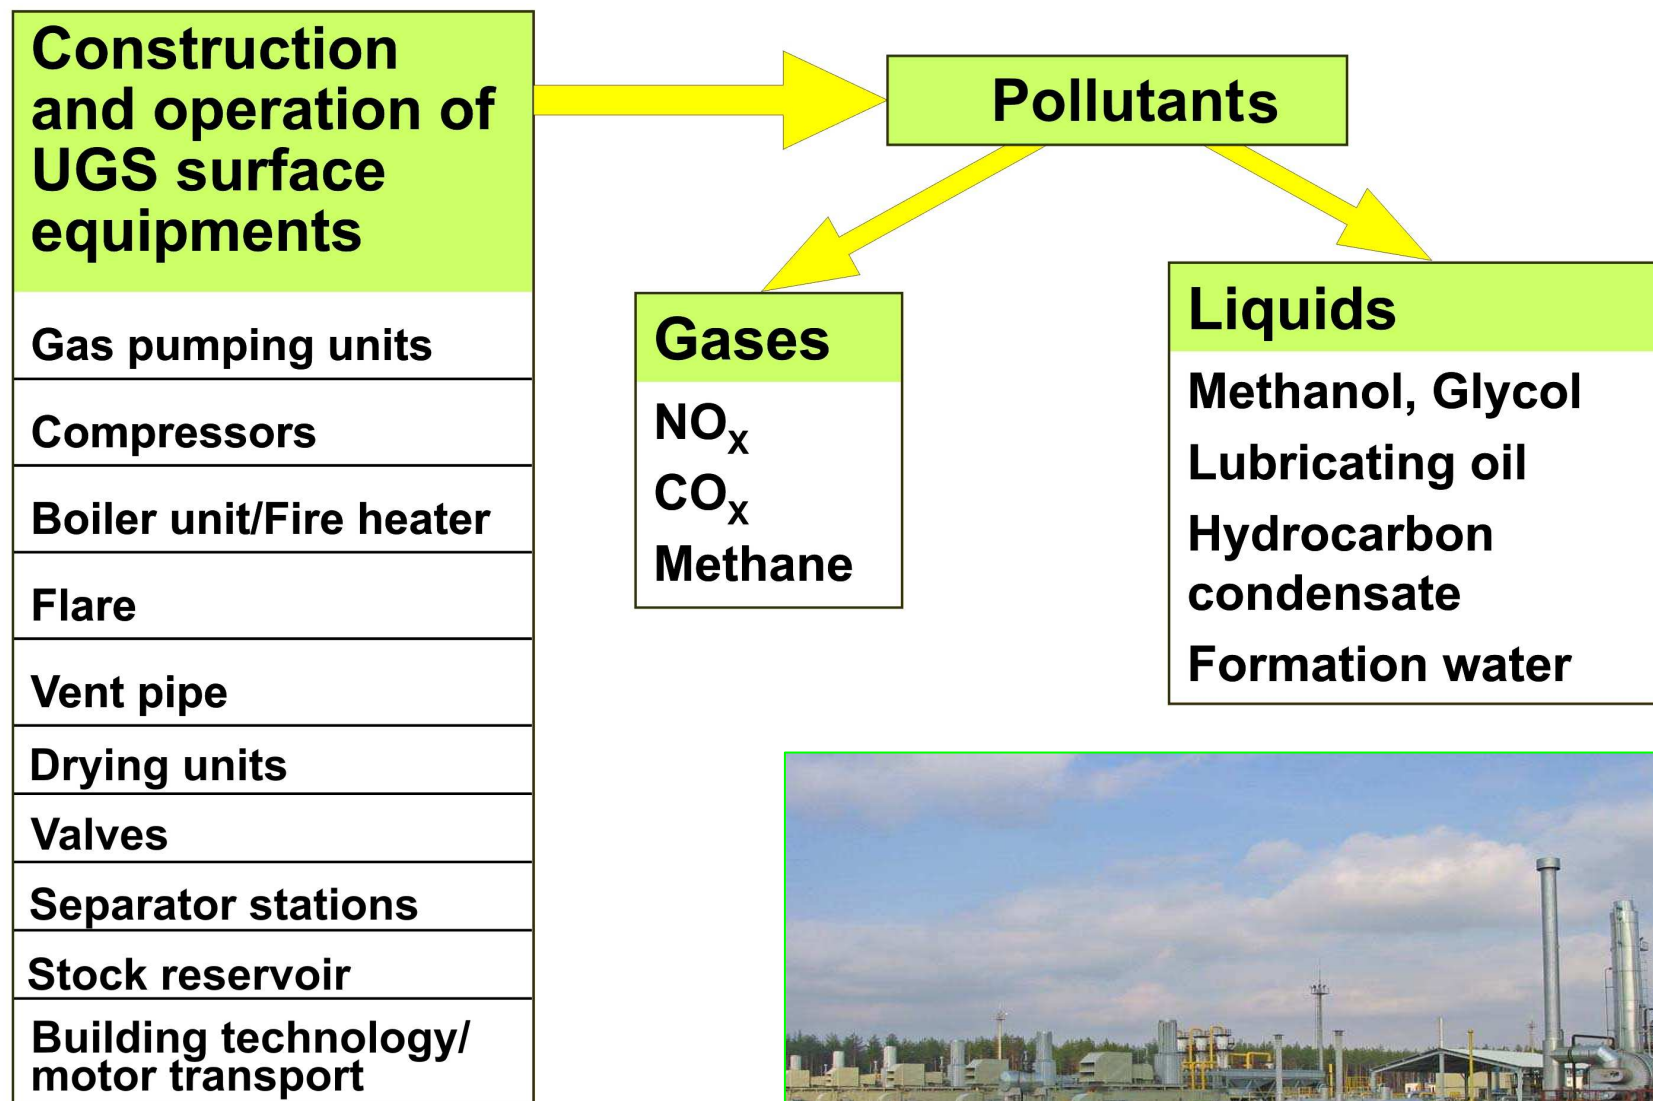 Construction
and operation of
UGS surface
equipments
Gas pumping units
Compressors
Boiler unit/Fire heater
Flare
Vent pipe
Drying units
Valves
Separator stations
Stock reservoir
Building technology/
motor transport
Pollutants
Gases
NOX
COX
Methane
Liquids
Methanol, Glycol
Lubricating oil
Hydrocarbon
condensate
Formation water